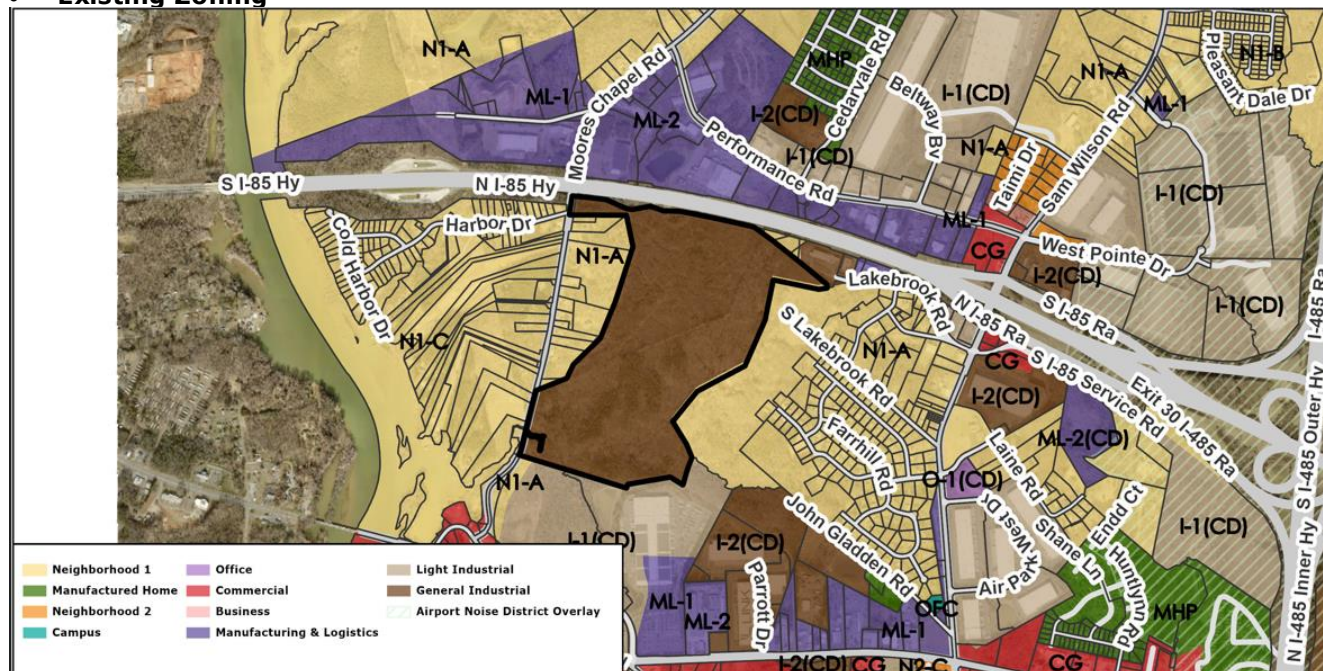 • Existing Zoning
N1-A
MHP
N1-A
N1-B
Pleasant Dale Dr
ML-1
Moores Chapel Rd
ML-2
I-2(CD)
Cedarvale Rd
Beltway Bv
I-1(CD)
Sam Wilson Rd
ML-1
Performance Rd
I-1(CD)
N1-A
Taimi Dr
I-1(CD)
S I-85 Hy
N I-85 Hy
ML-1
CG
West Pointe Dr
I-2(CD)
I-1(CD)
Cold Harbor Dr
Harbor Dr
N1-A
Lakebrook Rd
N I-85 Ra
S I-85 Ra
I-485 Ra
N1-C
S Lakebrook Rd
N1-A
CG
S I-85 Service Rd
Exit 30 I-485 Ra
I-2(CD)
ML-2(CD)
Farrhill Rd
Laine Rd
O-1(CD)
N1-A
West Dr
Shane Ln
Endd Ct
I-1(CD)
S I-485 Outer Hy
N I-485 Inner Hy
I-1(CD)
I-2(CD)
John Gladden Rd
Air Park
Huntlynn Rd
MHP
Parrott Dr
ML-1
ML-2
ML-1
OFC
I-2(CD)
CG
N2-C
CG
Neighborhood 1
Manufactured Home
Neighborhood 2
Campus
Office
Commercial
Business
Manufacturing & Logistics
Light Industrial
General Industrial
Airport Noise District Overlay